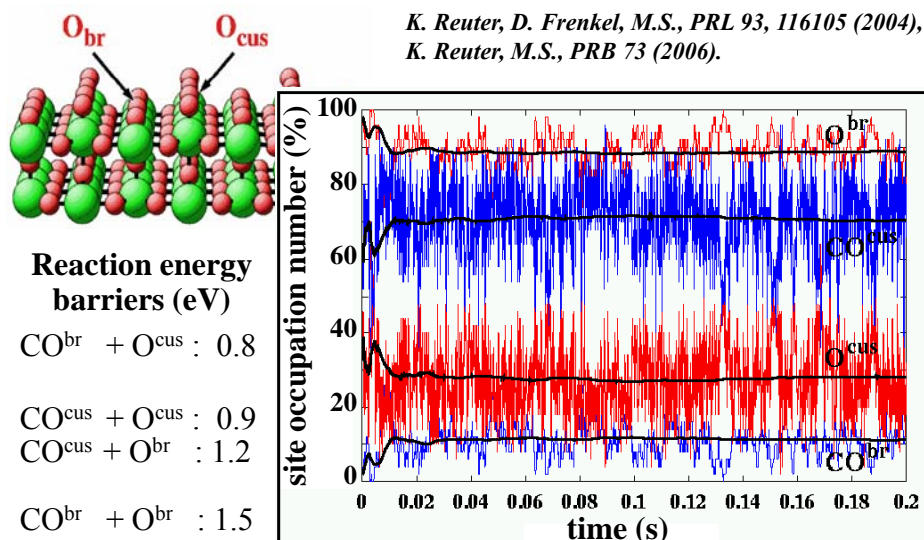 K. Reuter, D. Frenkel, M.S., PRL 93, 116105 (2004),
K. Reuter, M.S., PRB 73 (2006).
O_br O_cus
Reaction energy
barriers (eV)
CO^br + O^cus : 0.8
CO^cus + O^cus : 0.9
CO^cus + O^br : 1.2
CO^br + O^br : 1.5
site occupation number (%)
100
80
60
40
20
0
O^br
CO^cus
O^cus
CO^br
0 0.02 0.04 0.06 0.08 0.1 0.12 0.14 0.16 0.18 0.2
time (s)